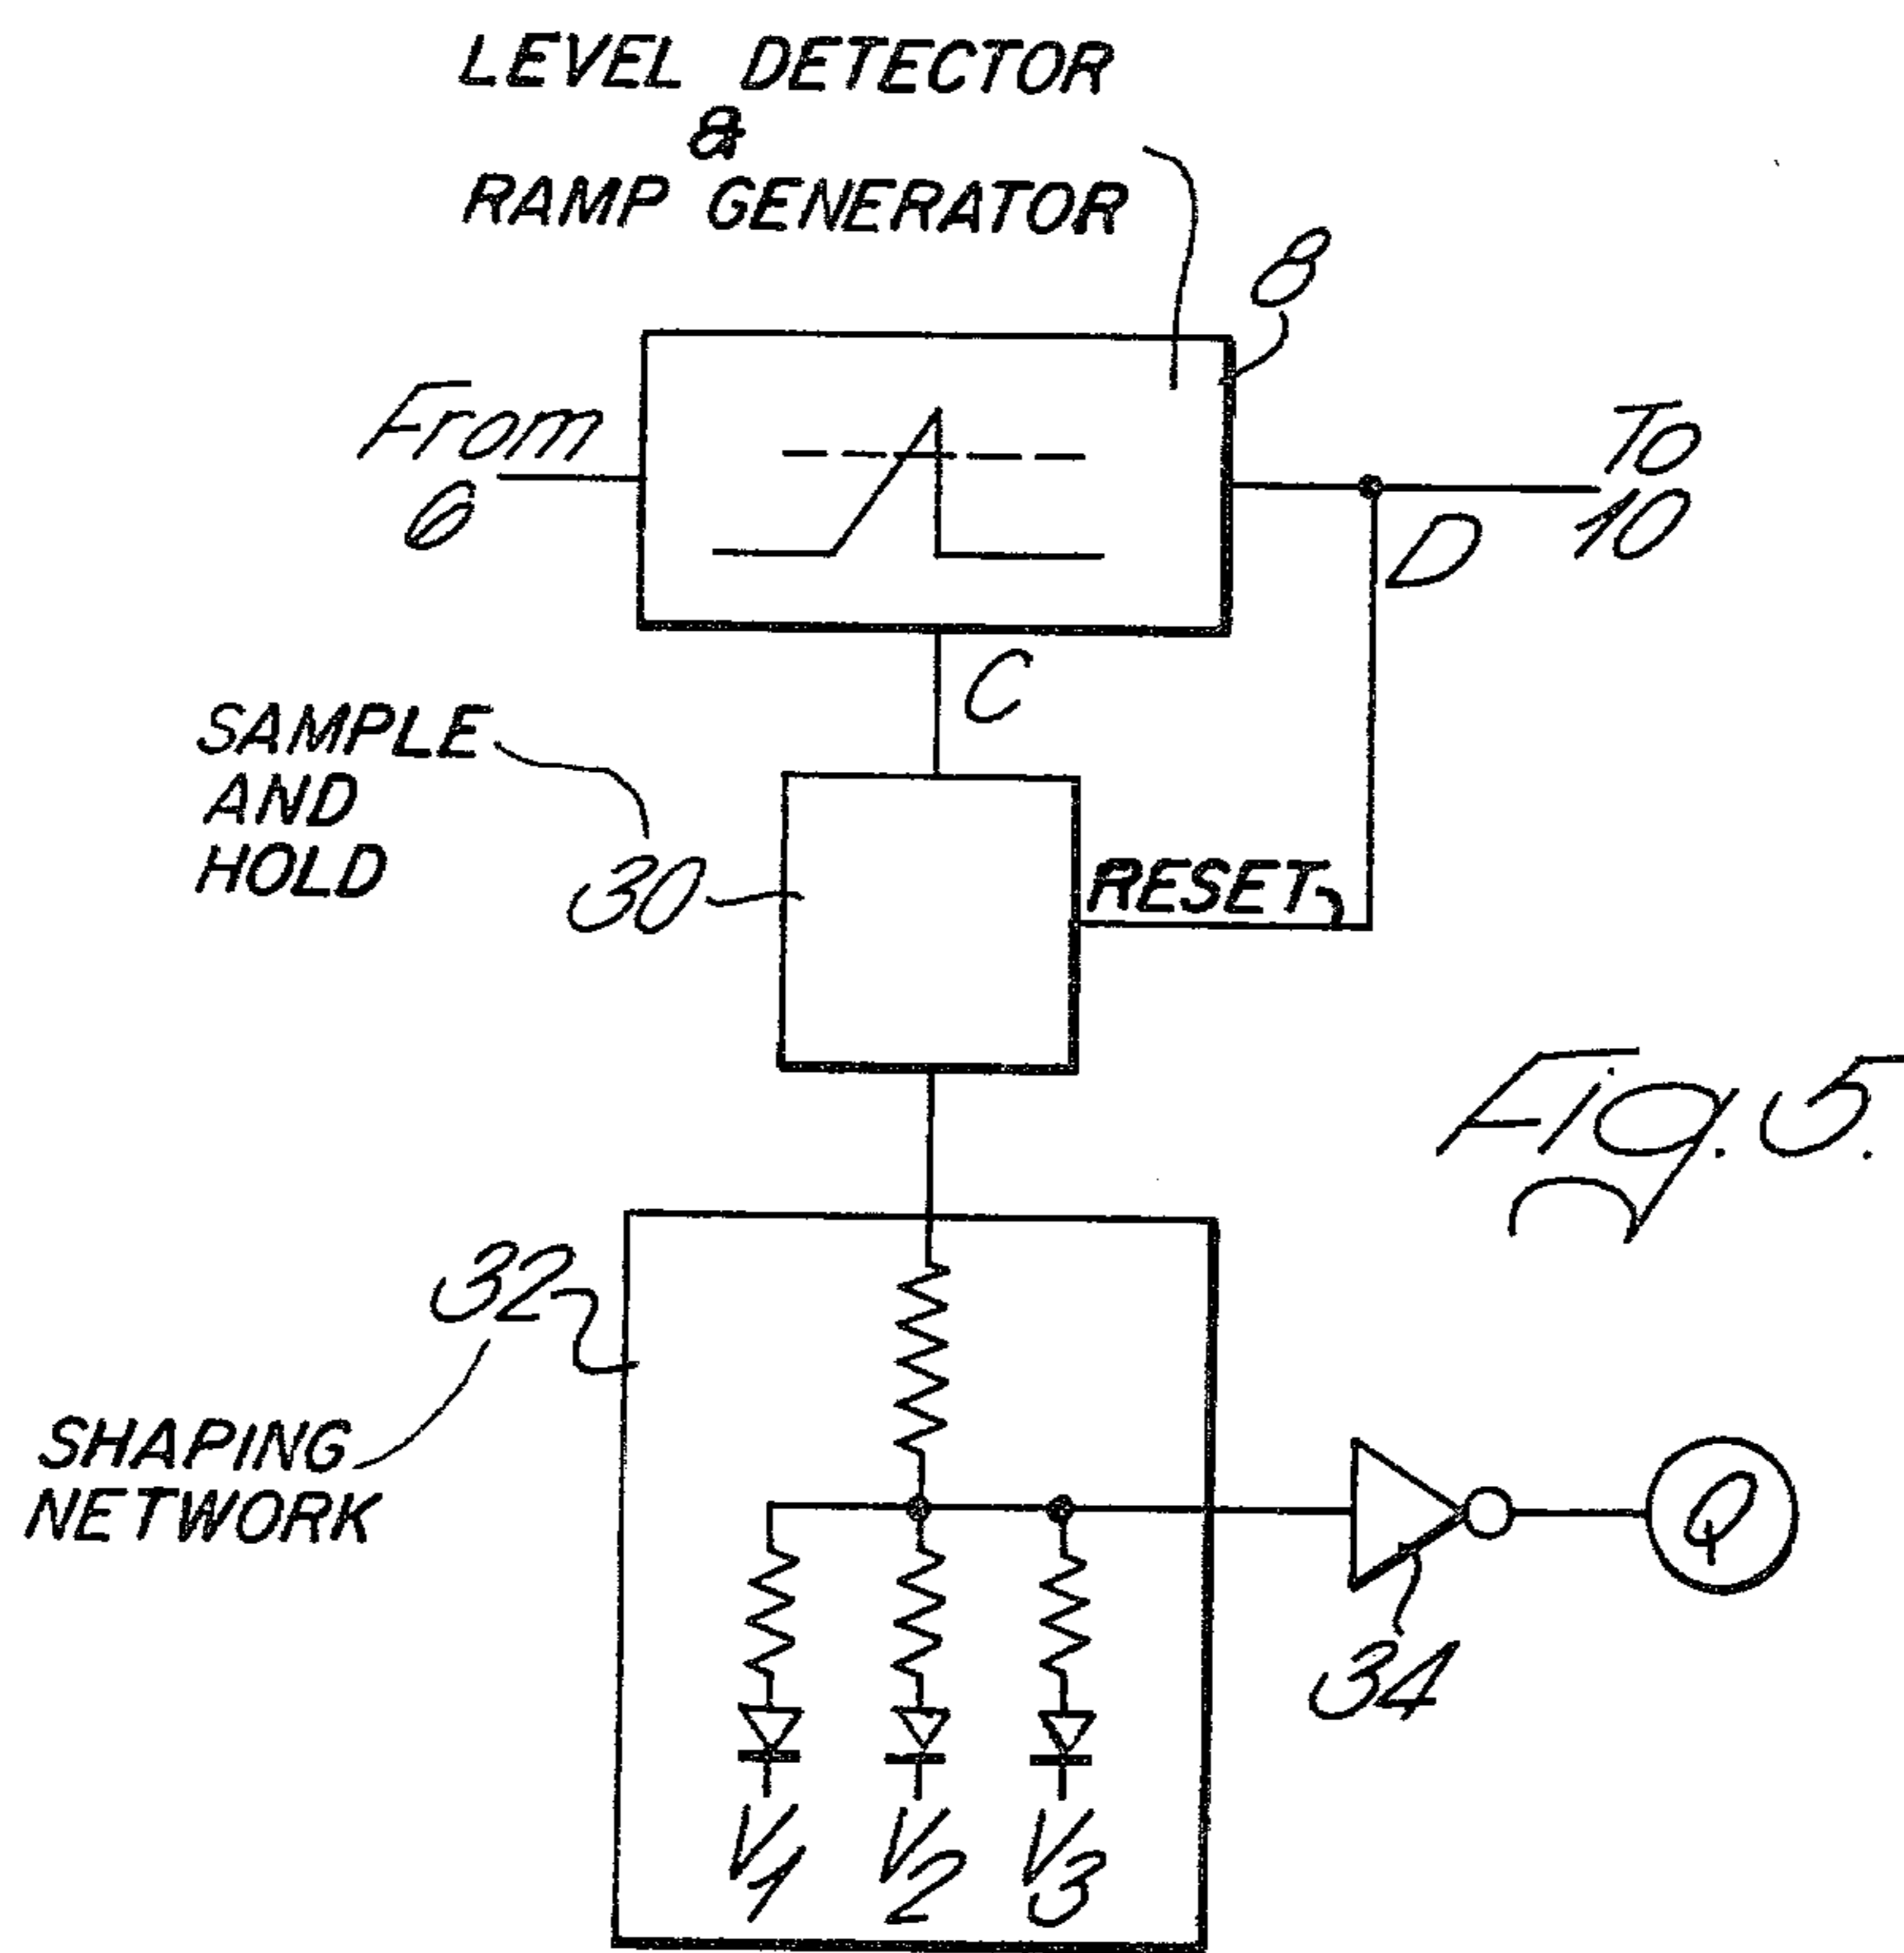 LEVEL DETECTOR
&
RAMP GENERATOR
8
From
6
To
10
D
C
SAMPLE
AND
HOLD
30
RESET
Fig. 5.
32
SHAPING
NETWORK
Q
34
V1 V2 V3